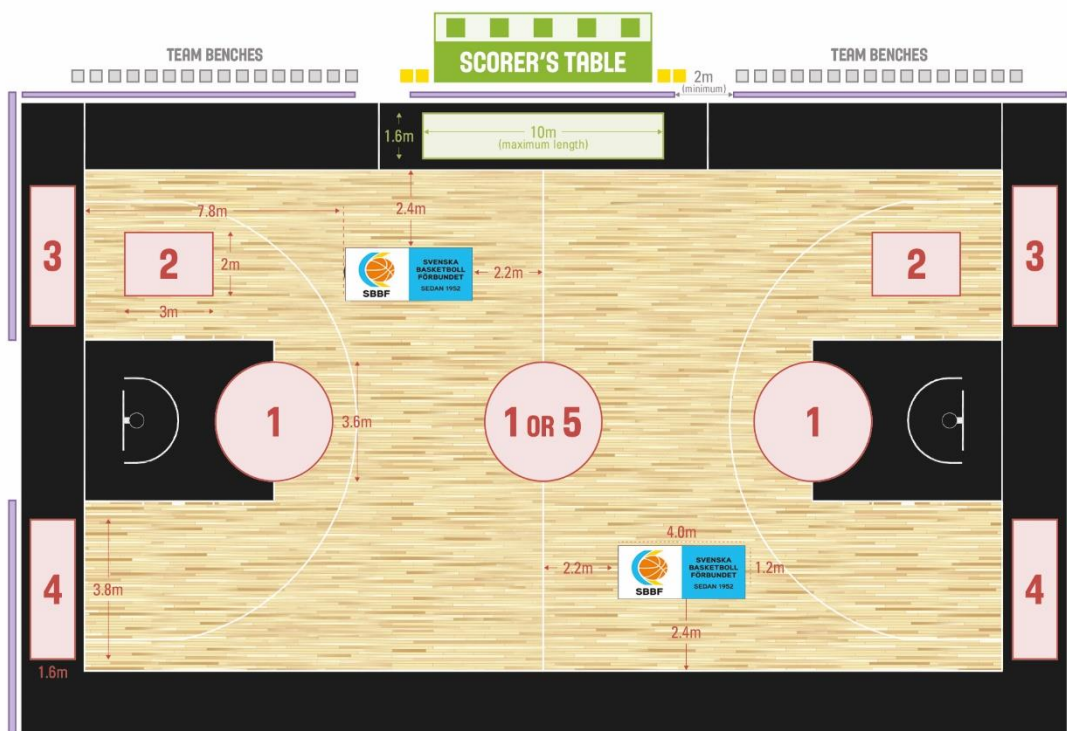 TEAM BENCHES
SCORER'S TABLE
TEAM BENCHES
2m
(minimum)
1.6m
10m
(maximum length)
7.8m
2.4m
3
2
2m
3m
SBBF
SVENSKA
BASKETBOLL
FÖRBUNDET
SEDAN 1952
2.2m
2
3
1
3.6m
1 OR 5
1
4
3.8m
1.6m
4.0m
2.2m
SBBF
SVENSKA
BASKETBOLL
FÖRBUNDET
SEDAN 1952
1.2m
2.4m
4